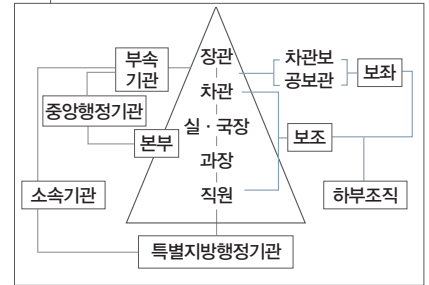 장관
차관
실·국장
과장
직원
부속
기관
중앙행정기관
본부
소속기관
특별지방행정기관
차관보
공보관
보좌
보조
하부조직